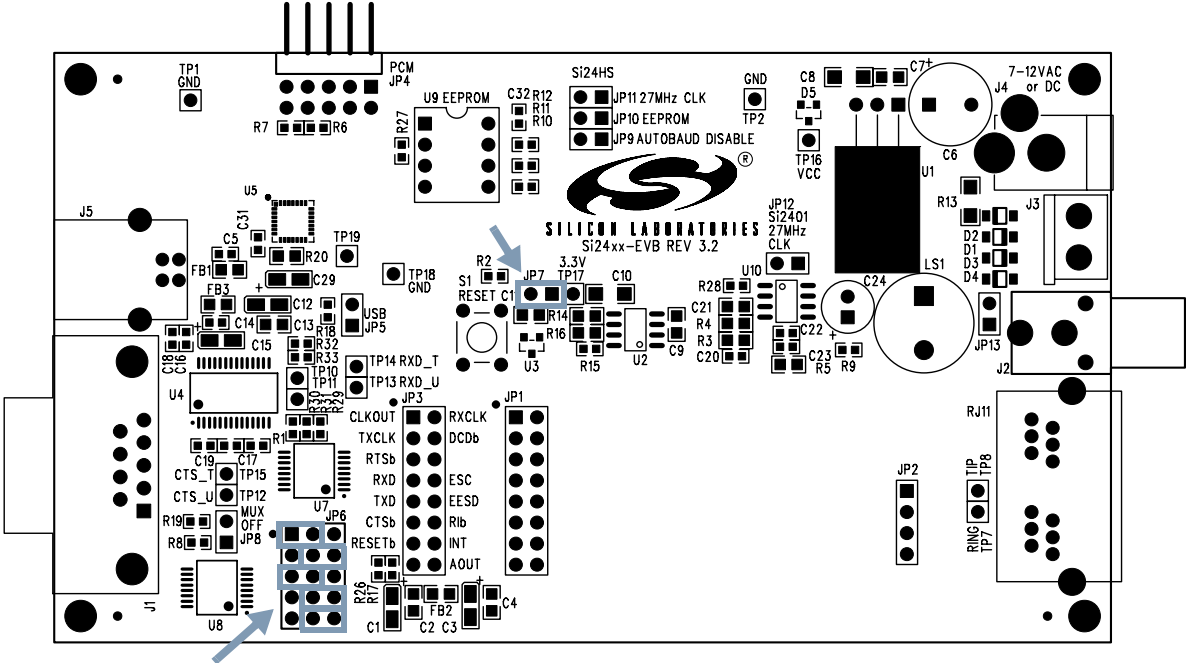 PCM
JP4
TP1
GND
R7
R6
U9 EEPROM
R27
C32
R12
R11
R10
Si24HS
JP11 27MHz CLK
JP10 EEPROM
JP9 AUTOBAUD DISABLE
GND
TP2
C8
C7
+
D5
TP16
VCC
7-12VAC
or DC
J4
C6
U1
R13
J3
D2
D1
D3
D4
®
SILICON LABORATORIES
Si24xx-EVB REV 3.2
JP12
Si2401
27MHz
CLK
J5
U5
C31
C5
FB1
R20
C29
TP19
TP18
GND
FB3
+
C12
C14
C13
+
C15
R18
USB
JP5
C18
C16
R32
R33
R2
S1
RESET
JP7
3.3V
TP17
C10
R14
R16
R15
U3
U2
C9
U10
R28
C21
R4
R3
C20
C22
C23
R5
C24
+
R9
LS1
JP13
J2
U4
TP10
TP11
TP14 RXD_T
TP13 RXD_U
R30
R31
R29
R1
C19
C17
CTS_T
TP15
CTS_U
TP12
R19
R8
MUX
OFF
JP8
U7
JP6
U8
J1
JP3
JP1
CLKOUT
RXCLK
TXCLK
DCDb
RTSb
RXD
ESC
TXD
EESD
CTSb
RIb
RESETb
INT
AOUT
R26
R17
+
C1
C2
FB2
C3
+
C4
JP2
RJ11
TIP
TP8
RING
TP7